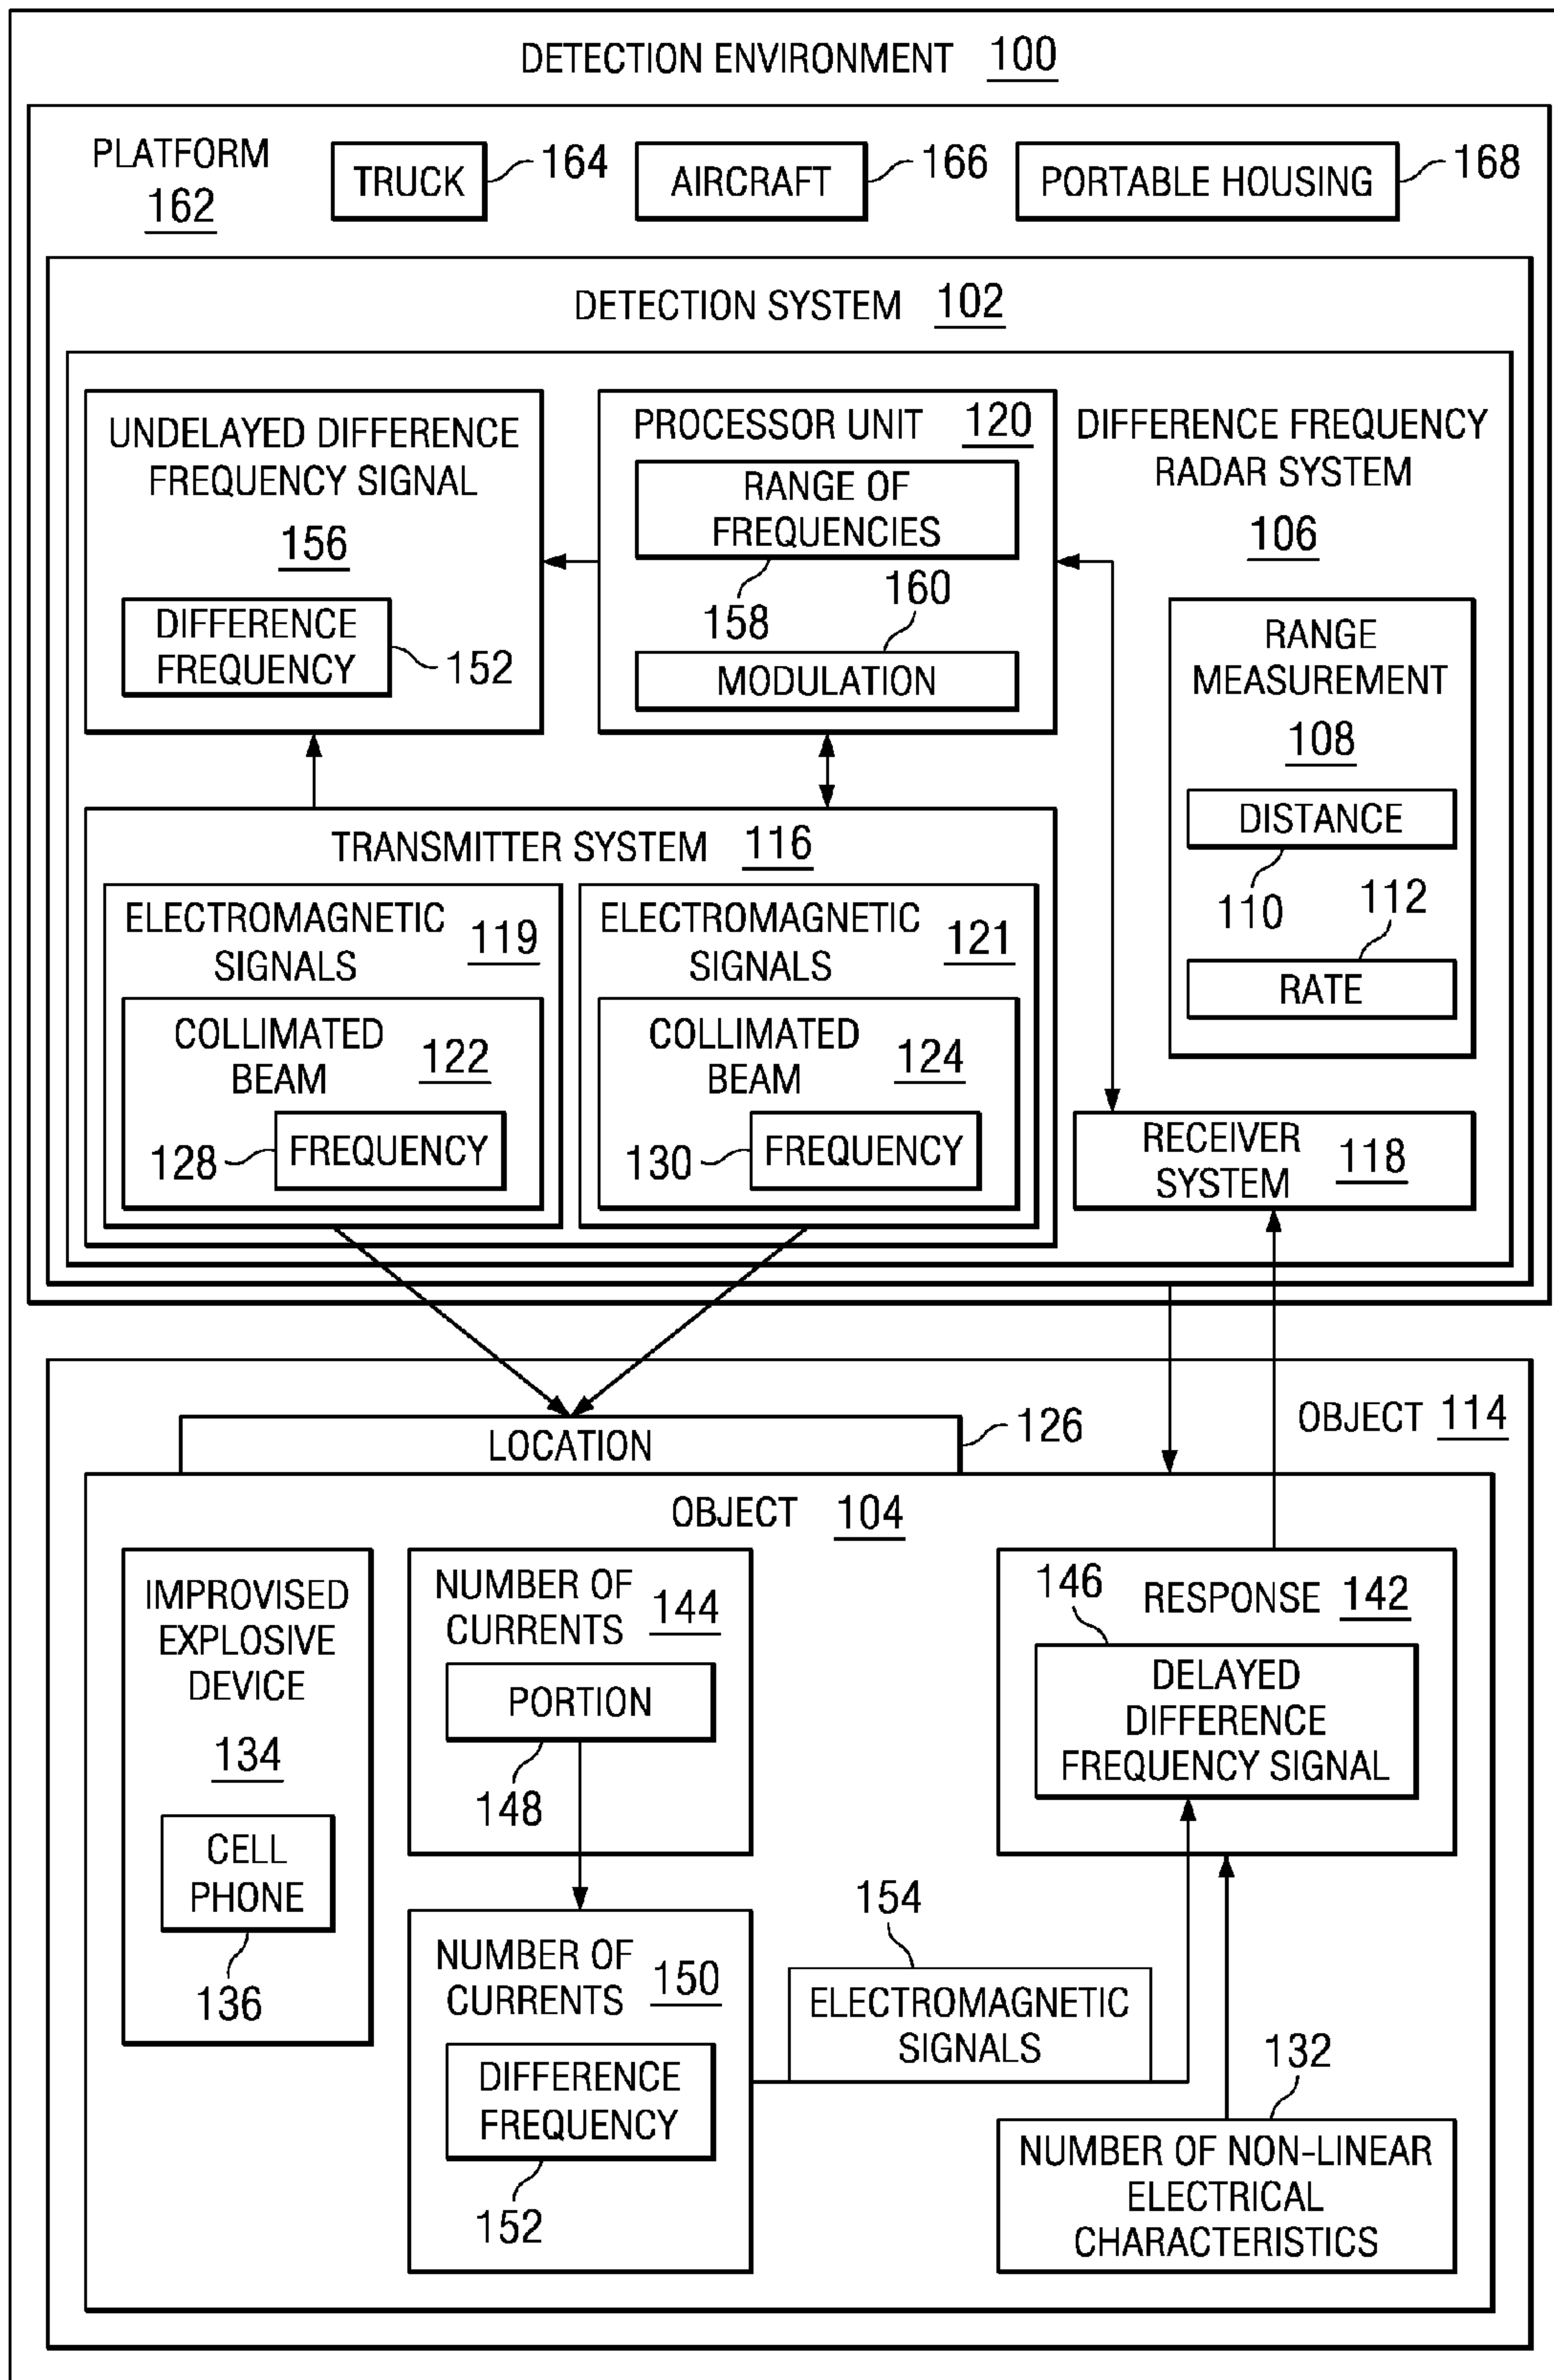 DETECTION ENVIRONMENT 100
PLATFORM
162
TRUCK
164
AIRCRAFT
166
PORTABLE HOUSING
168
DETECTION SYSTEM 102
UNDELAYED DIFFERENCE
FREQUENCY SIGNAL
156
DIFFERENCE
FREQUENCY
152
PROCESSOR UNIT 120
RANGE OF
FREQUENCIES
158
160
MODULATION
DIFFERENCE FREQUENCY
RADAR SYSTEM
106
RANGE
MEASUREMENT
108
DISTANCE
110
112
RATE
TRANSMITTER SYSTEM 116
ELECTROMAGNETIC
SIGNALS
119
COLLIMATED
BEAM
122
128
FREQUENCY
ELECTROMAGNETIC
SIGNALS
121
COLLIMATED
BEAM
124
130
FREQUENCY
RECEIVER
SYSTEM
118
OBJECT 114
LOCATION
126
OBJECT 104
IMPROVISED
EXPLOSIVE
DEVICE
134
CELL
PHONE
136
NUMBER OF
CURRENTS
144
PORTION
148
NUMBER OF
CURRENTS
150
DIFFERENCE
FREQUENCY
152
146
RESPONSE 142
DELAYED
DIFFERENCE
FREQUENCY SIGNAL
154
ELECTROMAGNETIC
SIGNALS
132
NUMBER OF NON-LINEAR
ELECTRICAL
CHARACTERISTICS